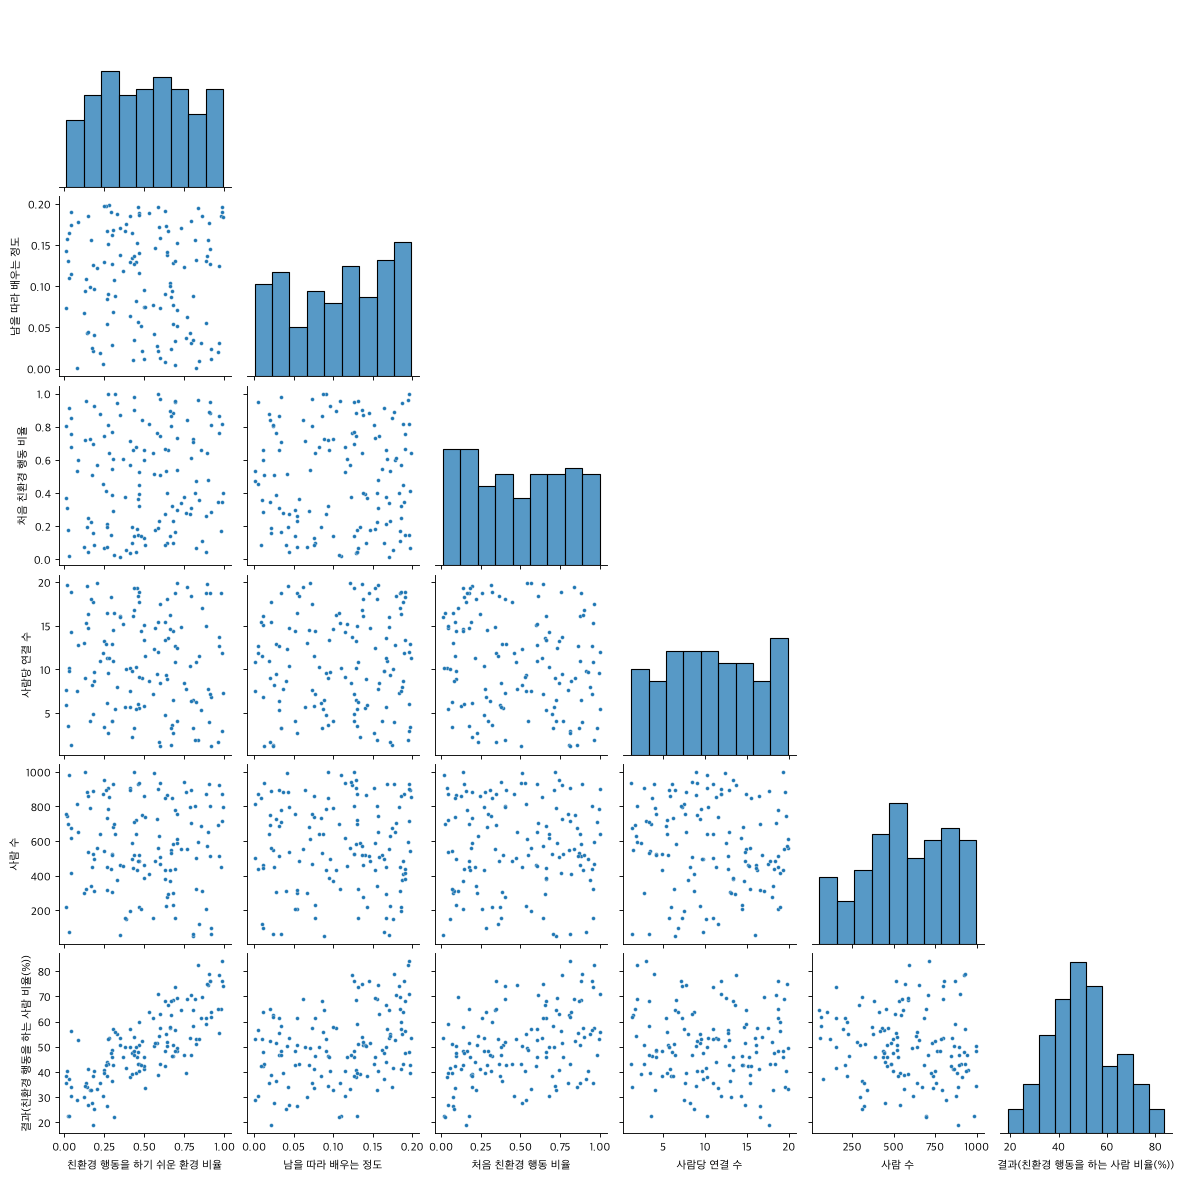 0.20
0.15
0.10
0.05
0.00
남을 따라 배우는 정도
1.0
0.8
0.6
0.4
0.2
0.0
처음 친환경 행동 비율
20
15
10
5
사람당 연결 수
1000
800
600
400
200
사람 수
80
70
60
50
40
30
20
결과(친환경 행동을 하는 사람 비율(%))
0.00 0.25 0.50 0.75 1.00
친환경 행동을 하기 쉬운 환경 비율
0.00 0.05 0.10 0.15 0.20
남을 따라 배우는 정도
0.00 0.25 0.50 0.75 1.00
처음 친환경 행동 비율
5 10 15 20
사람당 연결 수
250 500 750 1000
사람 수
20 40 60 80
결과(친환경 행동을 하는 사람 비율(%))